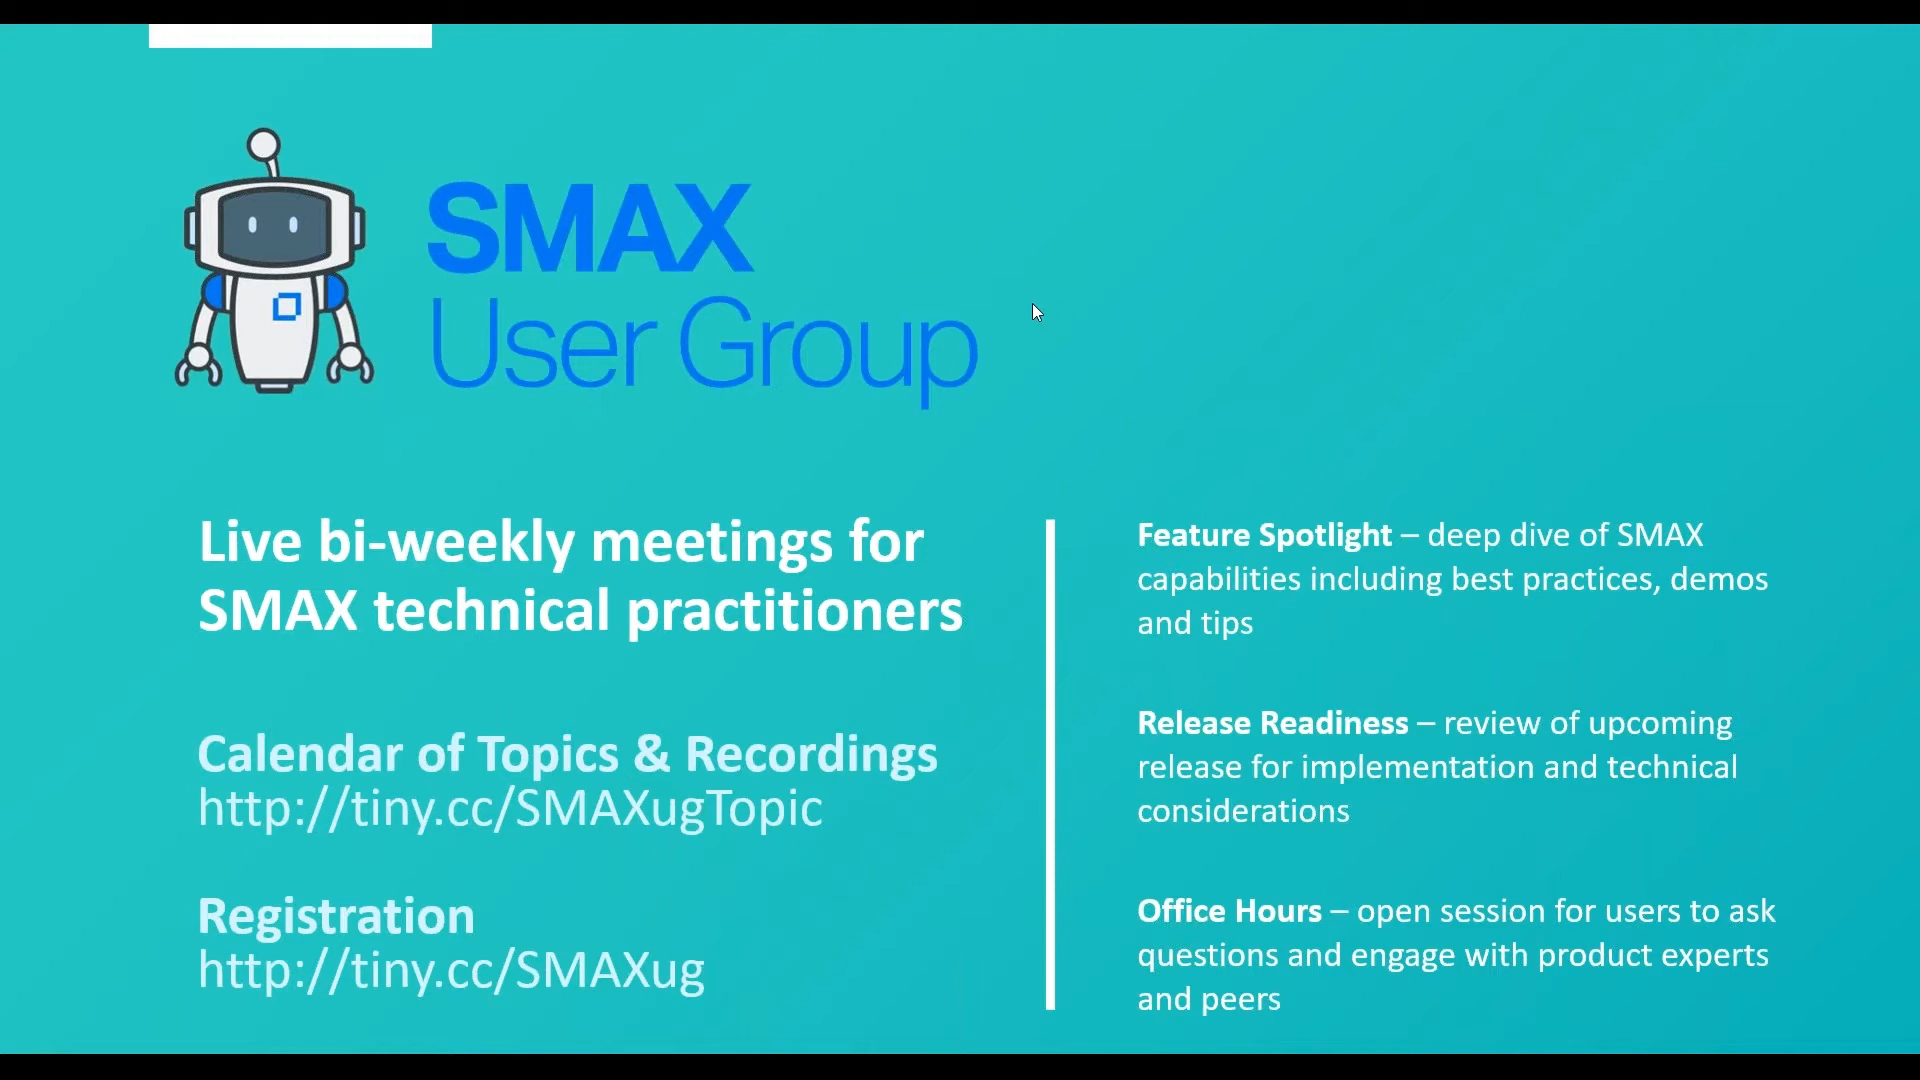 SMAX
User Group
Live bi-weekly meetings for
SMAX technical practitioners
Calendar of Topics & Recordings
http://tiny.cc/SMAXugTopic
Registration
http://tiny.cc/SMAXug
Feature Spotlight – deep dive of SMAX
capabilities including best practices, demos
and tips
Release Readiness – review of upcoming
release for implementation and technical
considerations
Office Hours – open session for users to ask
questions and engage with product experts
and peers